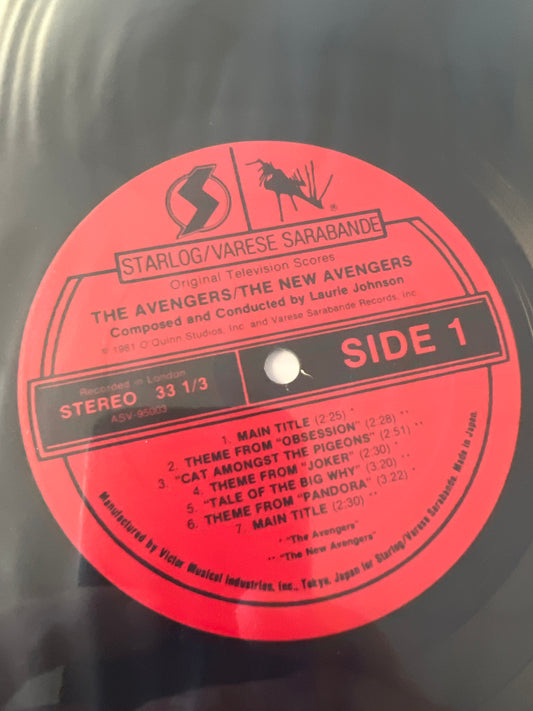 ®
STARLOG/VARESE SARABANDE
Original Television Scores
THE AVENGERS/THE NEW AVENGERS
Composed and Conducted by Laurie Johnson
© 1981 O'Quinn Studios, Inc. and Varese Sarabande Records, Inc.
Recorded in London
STEREO 33 1/3
ASV-95003
SIDE 1
1. MAIN TITLE (2:25) •
2. THEME FROM "OBSESSION" (2:28) ••
3. "CAT AMONGST THE PIGEONS" (2:51) ••
4. THEME FROM "JOKER" (2:30) •
5. "TALE OF THE BIG WHY" (3.20) ••
6. THEME FROM "PANDORA" (3.22) •
7. MAIN TITLE (2:30) ••
• "The Avengers"
•• "The New Avengers"
Manufactured by Victor Musical Industries, Inc., Tokyo, Japan for Starlog/Varese Sarabande. Made in Japan.